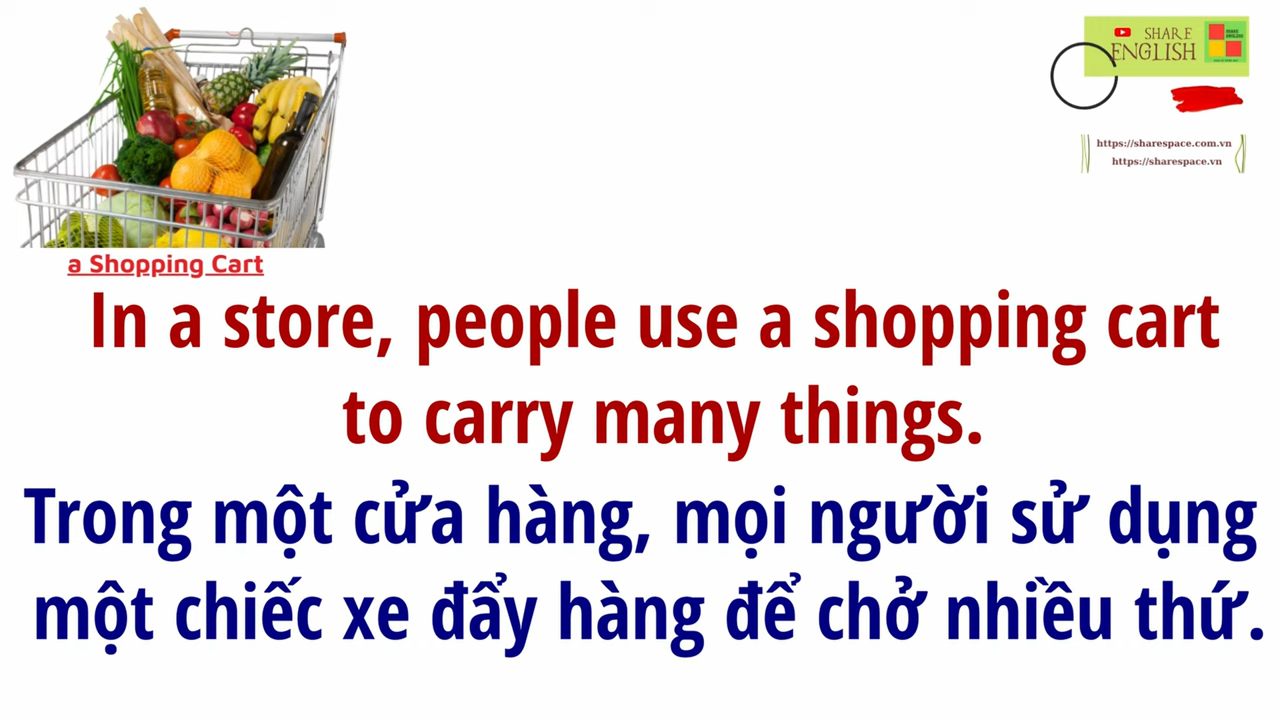 SHARE
ENGLISH
https://sharespace.com.vn
https://sharespace.vn
a Shopping Cart
In a store, people use a shopping cart
to carry many things.
Trong một cửa hàng, mọi người sử dụng
một chiếc xe đẩy hàng để chở nhiều thứ.